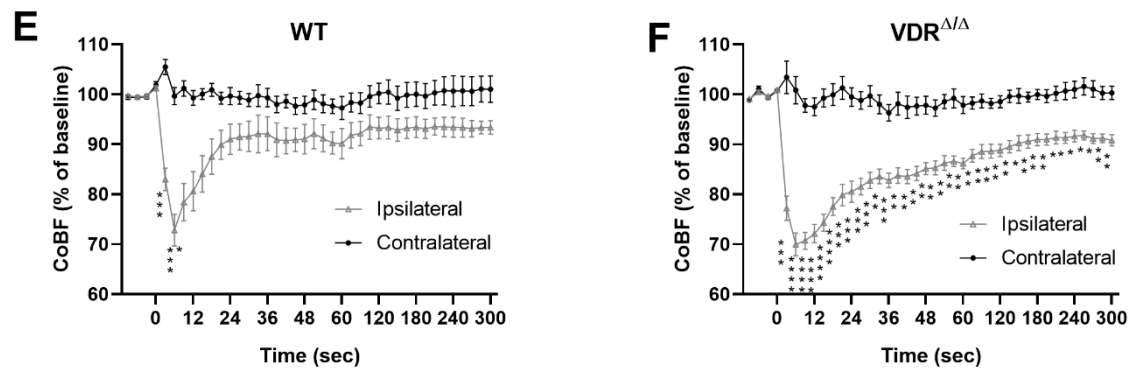 E
WT
CoBF (% of baseline)
110
100
90
80
70
60
Ipsilateral
Contralateral
0 12 24 36 48 60 120 180 240 300
Time (sec)
F
VDR^Δ/Δ
CoBF (% of baseline)
110
100
90
80
70
60
Ipsilateral
Contralateral
0 12 24 36 48 60 120 180 240 300
Time (sec)